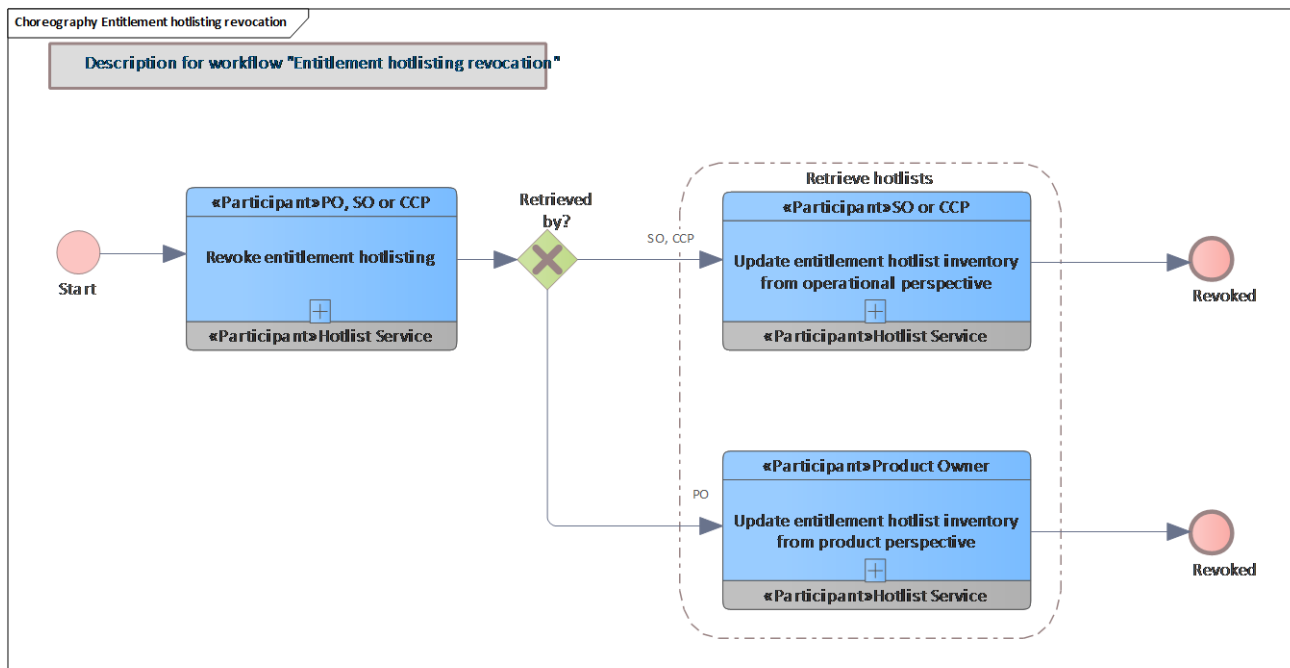 Choreography Entitlement hotlisting revocation
Description for workflow "Entitlement hotlisting revocation"
Start
«Participant»PO, SO or CCP
Revoke entitlement hotlisting
«Participant»Hotlist Service
Retrieved
by?
SO, CCP
PO
Retrieve hotlists
«Participant»SO or CCP
Update entitlement hotlist inventory
from operational perspective
«Participant»Hotlist Service
Revoked
«Participant»Product Owner
Update entitlement hotlist inventory
from product perspective
«Participant»Hotlist Service
Revoked